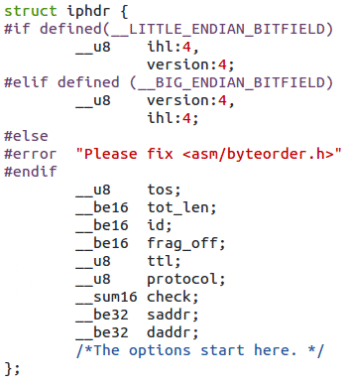 struct iphdr {
#if defined(__LITTLE_ENDIAN_BITFIELD)
        __u8    ihl:4,
                version:4;
#elif defined (__BIG_ENDIAN_BITFIELD)
        __u8    version:4,
                ihl:4;
#else
#error  "Please fix <asm/byteorder.h>"
#endif
        __u8    tos;
        __be16  tot_len;
        __be16  id;
        __be16  frag_off;
        __u8    ttl;
        __u8    protocol;
        __sum16 check;
        __be32  saddr;
        __be32  daddr;
        /*The options start here. */
};